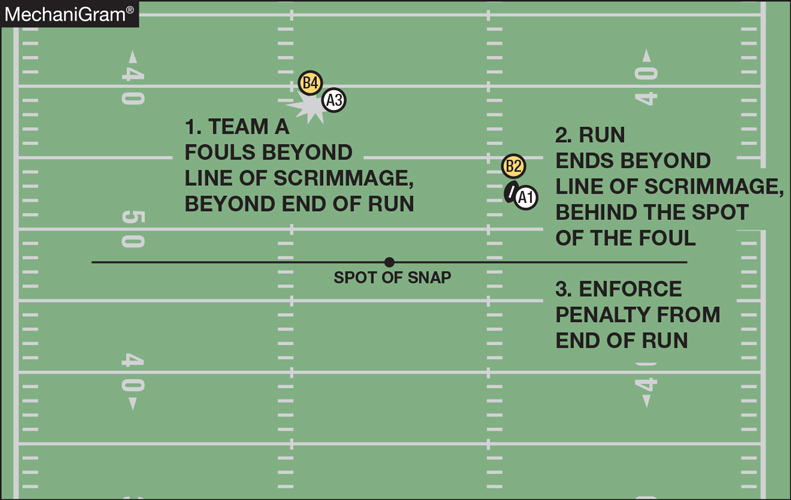 MechaniGram®
40
40
B4
A3
1. TEAM A
FOULS BEYOND
LINE OF SCRIMMAGE,
BEYOND END OF RUN
2. RUN
ENDS BEYOND
LINE OF SCRIMMAGE,
BEHIND THE SPOT
OF THE FOUL
B2
A1
50
SPOT OF SNAP
3. ENFORCE
PENALTY FROM
END OF RUN
40